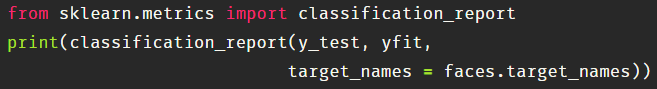 from sklearn.metrics import classification_report
print(classification_report(y_test, yfit,
                            target_names = faces.target_names))